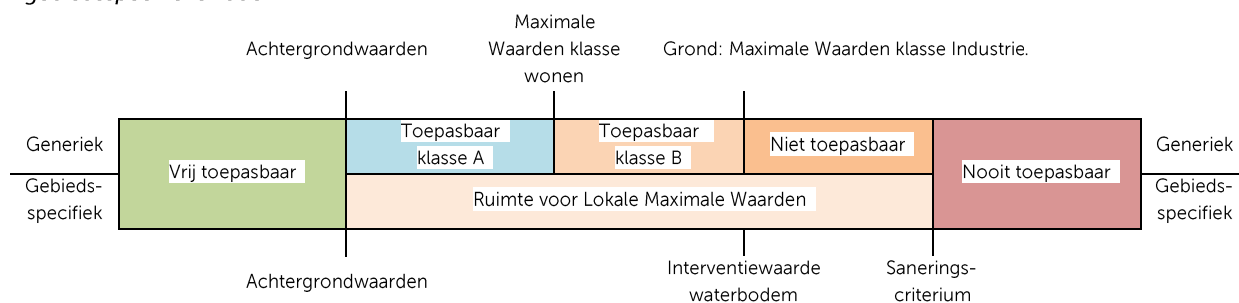 Maximale
Achtergrondwaarden
Waarden klasse
wonen
Grond: Maximale Waarden klasse Industrie.
Generiek
Gebieds-
specifiek
Vrij toepasbaar
Toepasbaar
klasse A
Toepasbaar
klasse B
Niet toepasbaar
Ruimte voor Lokale Maximale Waarden
Nooit toepasbaar
Generiek
Gebieds-
specifiek
Achtergrondwaarden
Interventiewaarde
waterbodem
Sanerings-
criterium